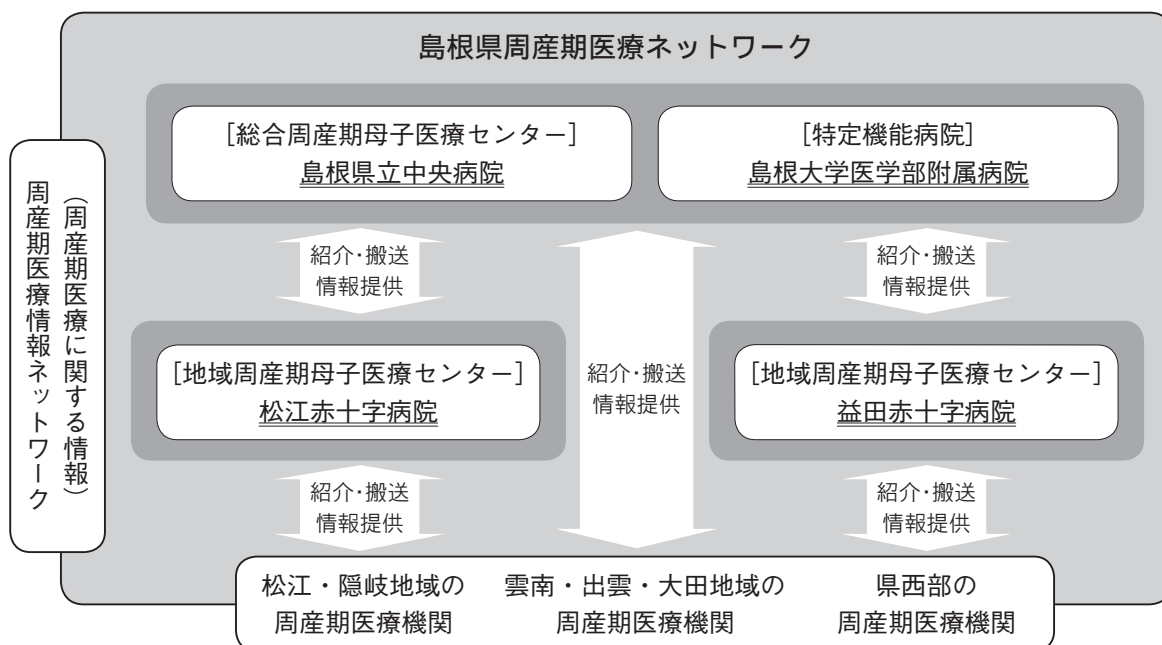 島根県周産期医療ネットワーク
[総合周産期母子医療センター]
島根県立中央病院
[特定機能病院]
島根大学医学部附属病院
周産期医療情報ネットワーク
(周産期医療に関する情報)
紹介・搬送
情報提供
紹介・搬送
情報提供
[地域周産期母子医療センター]
松江赤十字病院
紹介・搬送
情報提供
[地域周産期母子医療センター]
益田赤十字病院
紹介・搬送
情報提供
紹介・搬送
情報提供
松江・隠岐地域の
周産期医療機関
雲南・出雲・大田地域の
周産期医療機関
県西部の
周産期医療機関